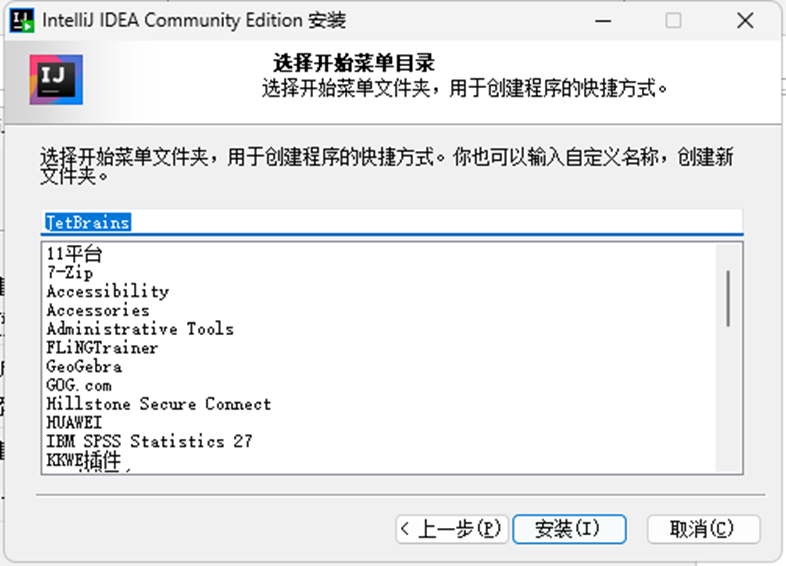 IntelliJ IDEA Community Edition 安装
IJ
选择开始菜单目录
选择开始菜单文件夹，用于创建程序的快捷方式。
选择开始菜单文件夹，用于创建程序的快捷方式。你也可以输入自定义名称，创建新
文件夹。
JetBrains
11平台
7-Zip
Accessibility
Accessories
Administrative Tools
FLiNGTrainer
GeoGebra
GOG.com
Hillstone Secure Connect
HUAWEI
IBM SPSS Statistics 27
KKWE插件
< 上一步(P)
安装(I)
取消(C)